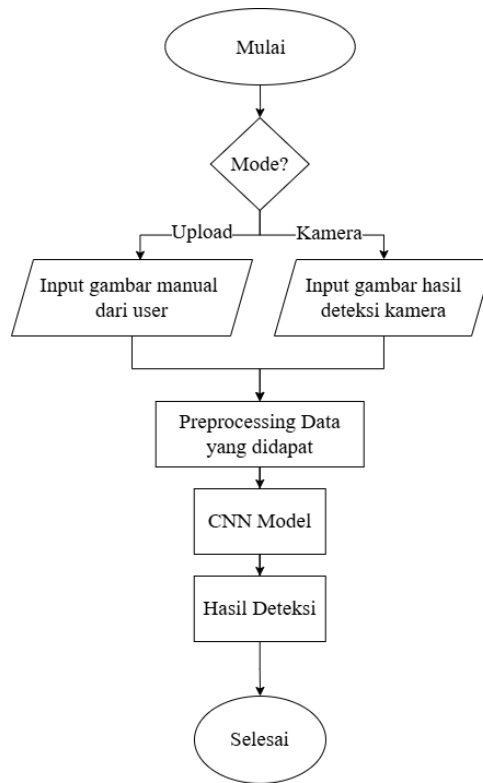 Mulai
Mode?
Upload
Kamera
Input gambar manual
dari user
Input gambar hasil
deteksi kamera
Preprocessing Data
yang didapat
CNN Model
Hasil Deteksi
Selesai